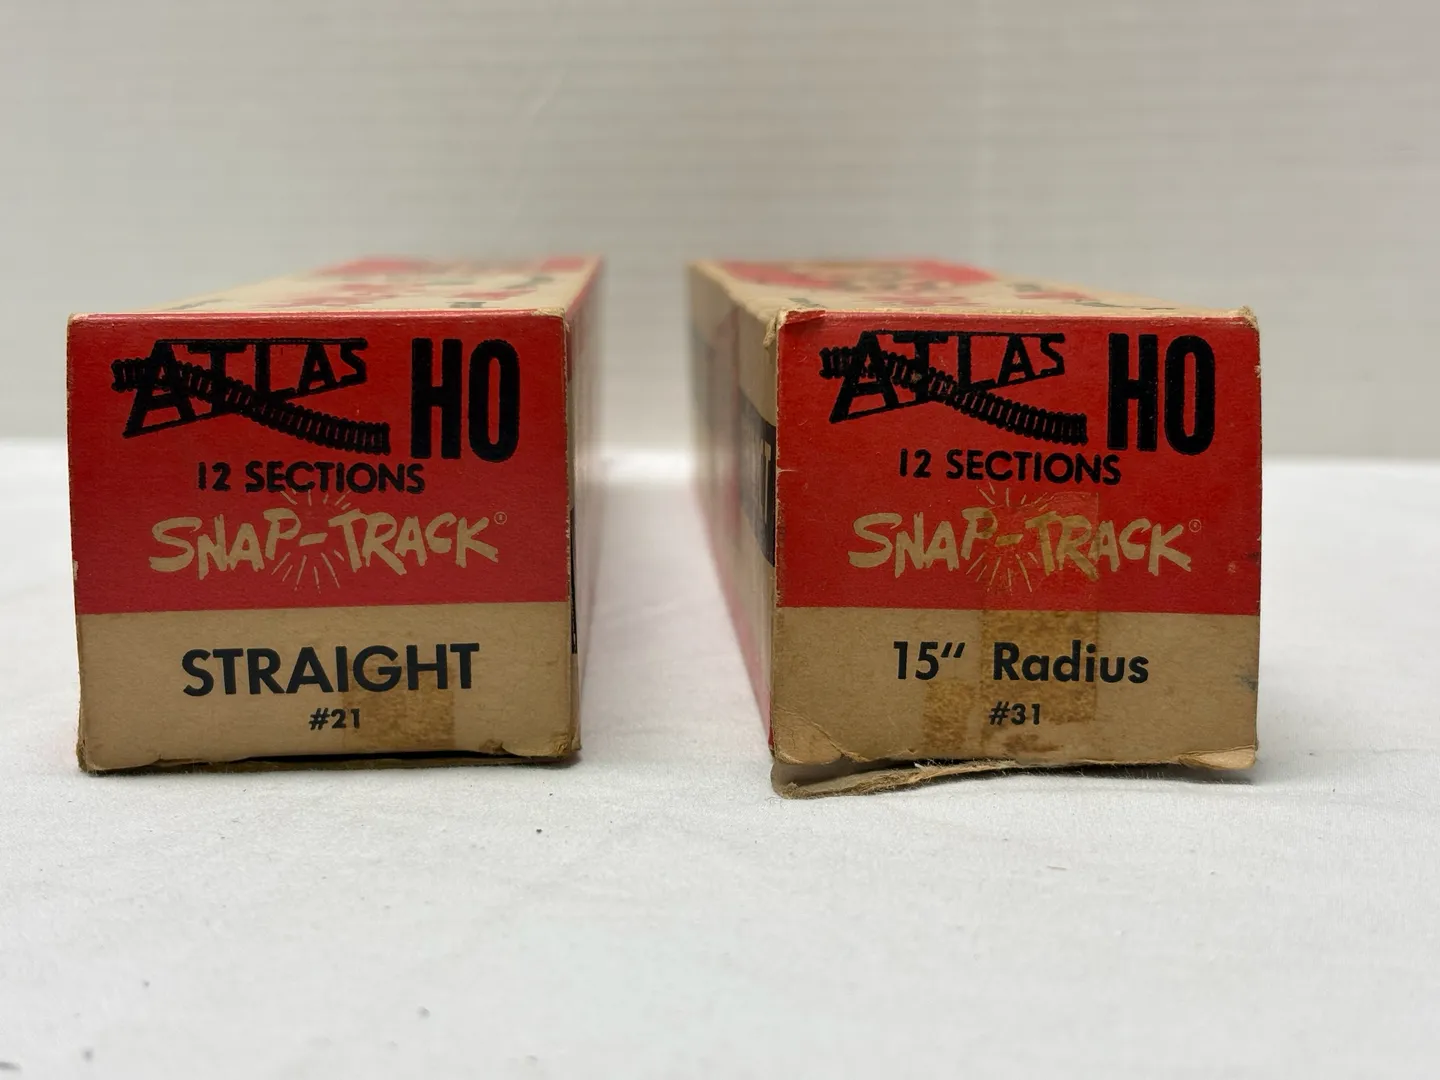 ATLAS HO
12 SECTIONS
SNAP-TRACK®
STRAIGHT
#21
ATLAS HO
12 SECTIONS
SNAP-TRACK®
15“ Radius
#31